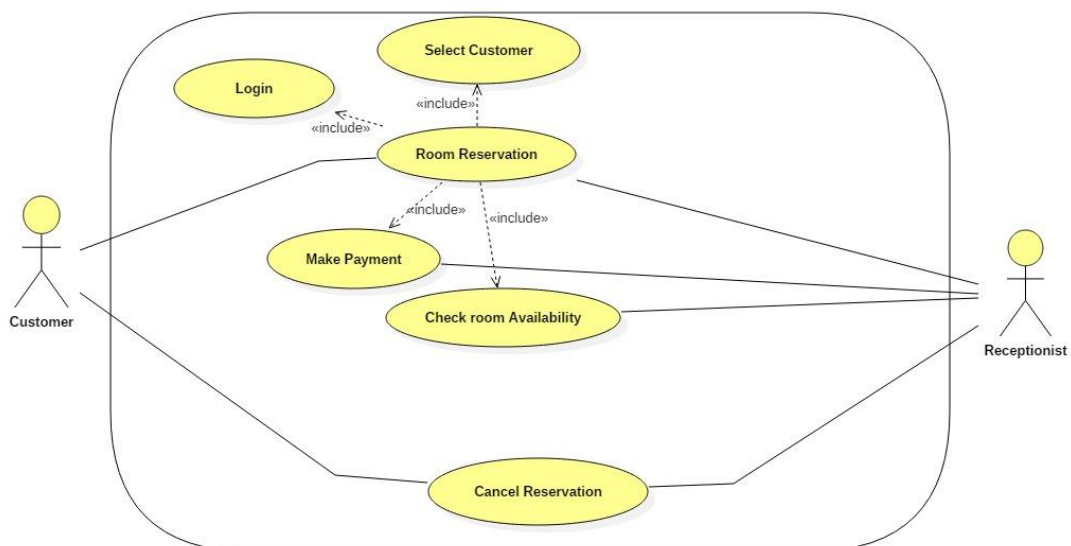 Select Customer
Login
«include»
«include»
Room Reservation
«include»
«include»
Make Payment
Check room Availability
Customer
Receptionist
Cancel Reservation